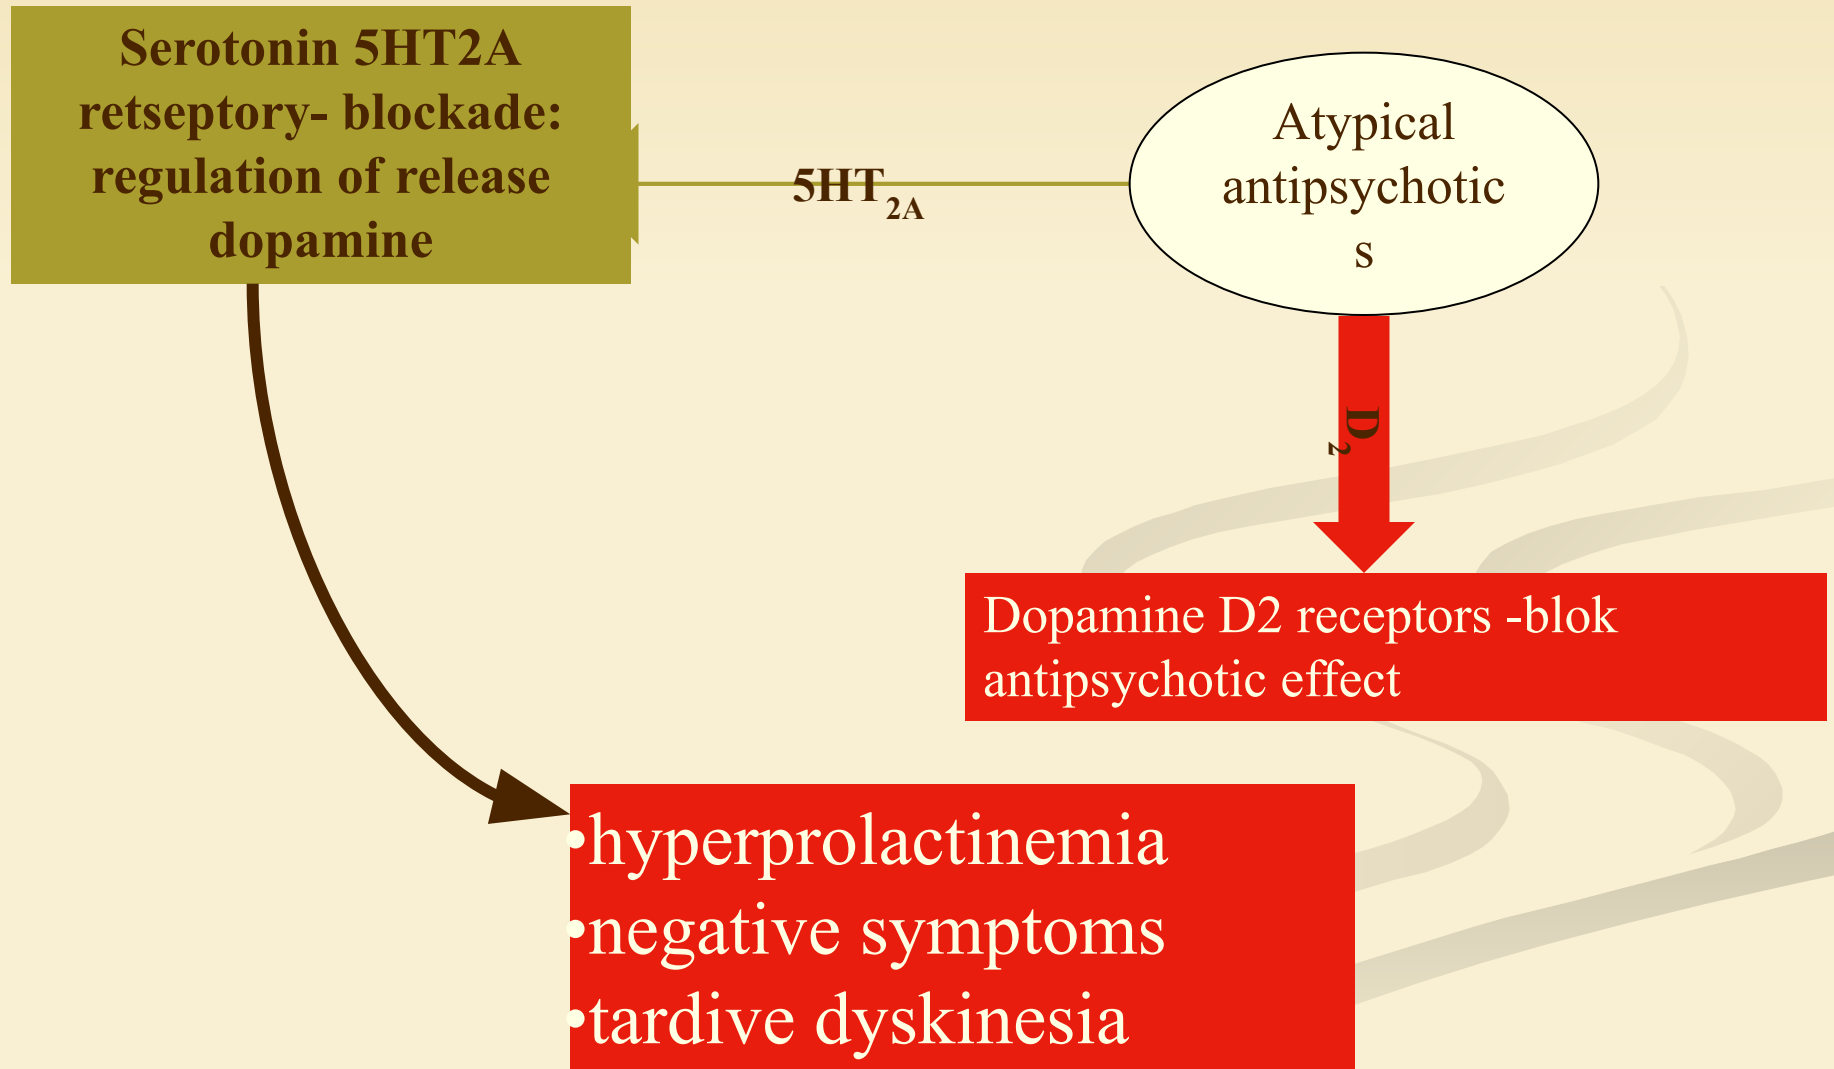 Serotonin 5HT2A
retseptory- blockade:
regulation of release
dopamine
5HT2A
Atypical
antipsychotic
s
D2
Dopamine D2 receptors -blok
antipsychotic effect
•hyperprolactinemia
•negative symptoms
•tardive dyskinesia